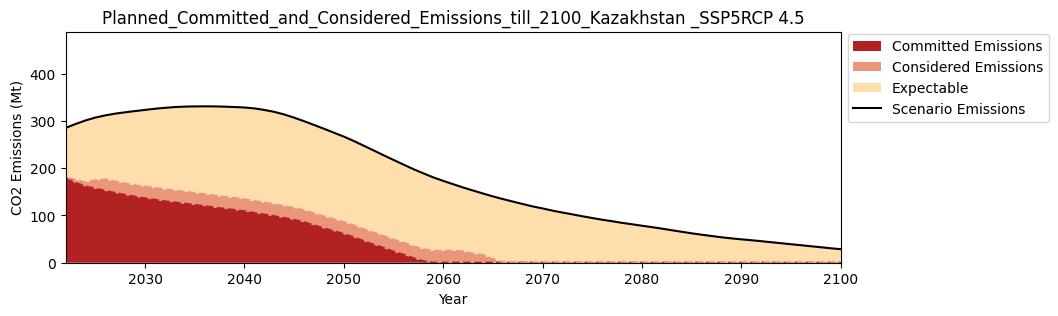 Planned_Committed_and_Considered_Emissions_till_2100_Kazakhstan _SSP5RCP 4.5
Committed Emissions
Considered Emissions
Expectable
Scenario Emissions
CO2 Emissions (Mt)
400
300
200
100
0
2030 2040 2050 2060 2070 2080 2090 2100
Year